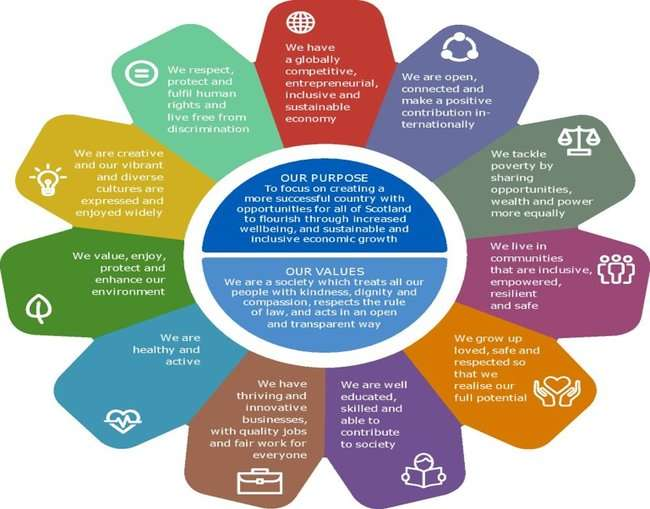 We have
a globally
competitive,
entrepreneurial,
inclusive and
sustainable
economy
We are open,
connected and
make a positive
contribution in-
ternationally
We tackle
poverty by
sharing
opportunities,
wealth and power
more equally
We live in
communities
that are inclusive,
empowered,
resilient
and safe
We grow up
loved, safe and
respected so
that we
realise our
full potential
We are well
educated,
skilled and
able to
contribute
to society
We have
thriving and
innovative
businesses,
with quality jobs
and fair work for
everyone
We are
healthy and
active
We value, enjoy,
protect and
enhance our
environment
We are creative
and our vibrant
and diverse
cultures are
expressed and
enjoyed widely
We respect,
protect and
fulfil human
rights and
live free from
discrimination
OUR PURPOSE
To focus on creating a
more successful country with
opportunities for all of Scotland
to flourish through increased
wellbeing, and sustainable and
inclusive economic growth
OUR VALUES
We are a society which treats all our
people with kindness, dignity and
compassion, respects the rule
of law, and acts in an open
and transparent way